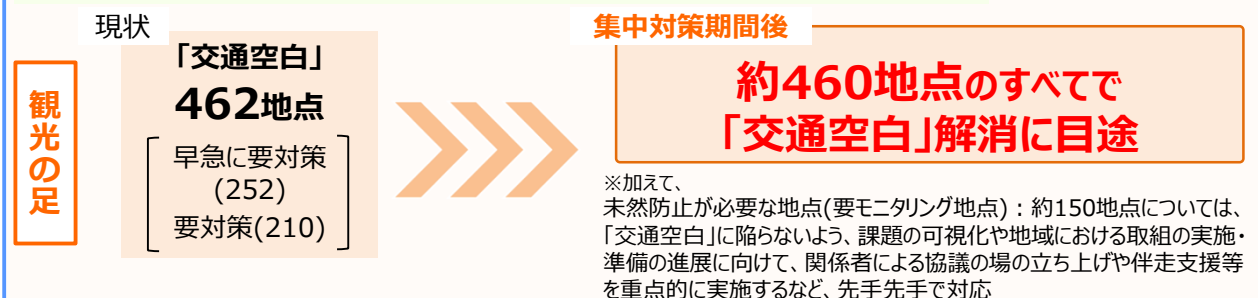 現状
集中対策期間後
観光の足
「交通空白」
462地点
早急に要対策
(252)
要対策(210)
約460地点のすべてで
「交通空白」解消に目途
※加えて、
未然防止が必要な地点(要モニタリング地点)：約150地点については、
「交通空白」に陥らないよう、課題の可視化や地域における取組の実施・
準備の進展に向けて、関係者による協議の場の立ち上げや伴走支援等
を重点的に実施するなど、先手先手で対応